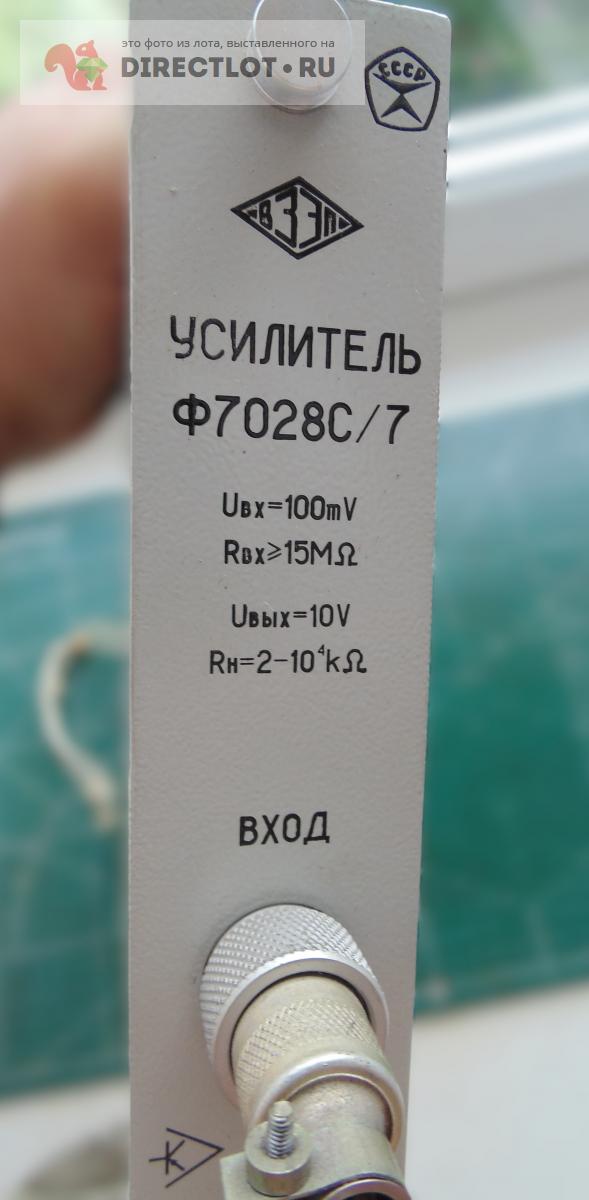 это фото из лота, выставленного на
DIRECTLOT.RU
СССР
ВЗЭП
УСИЛИТЕЛЬ
Ф7028С/7
Uвх=100mV
Rвх≥15MΩ
Uвых=10V
Rн=2-10⁴kΩ
ВХОД